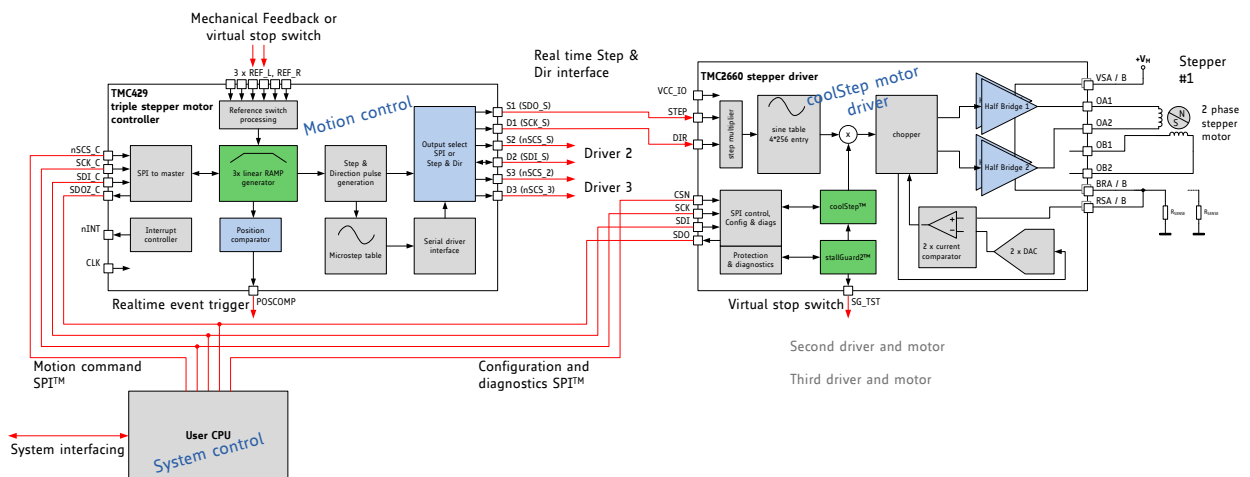 Mechanical Feedback or
virtual stop switch
3 x REF_L, REF_R
TMC429
triple stepper motor
controller
Reference switch
processing
Motion control
nSCS_C
SCK_C
SDI_C
SDOZ_C
SPI to master
3x linear RAMP
generator
Step &
Direction pulse
generation
Output select
SPI or
Step & Dir
S1 (SDO_S)
D1 (SCK_S)
S2 (nSCS_S)
D2 (SDI_S)
S3 (nSCS_2)
D3 (nSCS_3)
Driver 2
Driver 3
nINT
Interrupt
controller
Position
comparator
Microstep table
Serial driver
interface
CLK
Realtime event trigger
POSCOMP
Real time Step &
Dir interface
TMC2660 stepper driver
coolStep motor
driver
VCC_IO
STEP
DIR
step multiplier
sine table
4*256 entry
x
chopper
Half Bridge 1
Half Bridge 2
+VM
VSA / B
OA1
OA2
OB1
OB2
BRA / B
RSA / B
Stepper
#1
N
S
2 phase
stepper
motor
RSENSE
RSENSE
CSN
SCK
SDI
SDO
SPI control,
Config & diags
coolStep™
Protection
& diagnostics
stallGuard2™
2 x current
comparator
2 x DAC
Virtual stop switch
SG_TST
Second driver and motor
Third driver and motor
Motion command
SPI™
Configuration and
diagnostics SPI™
User CPU
System control
System interfacing